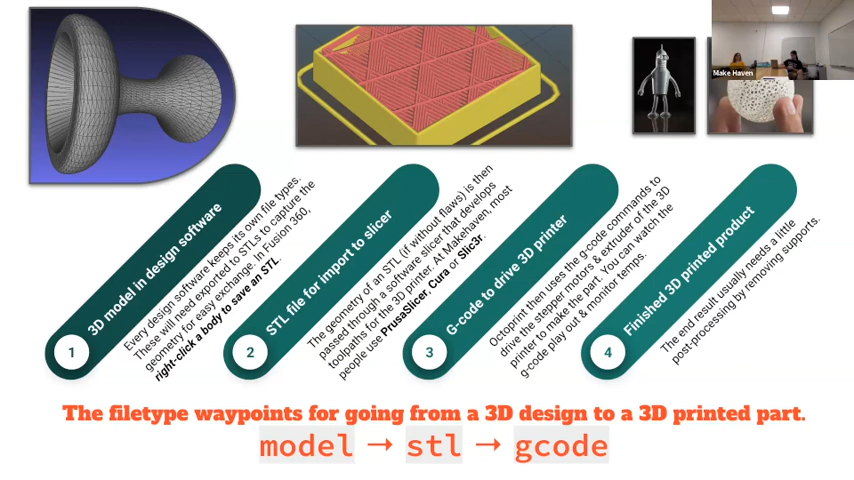 Make Haven
1
3D model in design software
Every design software keeps its own file types.
These will need exported to STLs to capture the
geometry for easy exchange. In Fusion 360,
right-click a body to save an STL.
2
STL file for import to slicer
The geometry of an STL (if without flaws) is then
passed through a software slicer that develops
toolpaths for the 3D printer. At Makehaven, most
people use PrusaSlicer, Cura or Slic3r.
3
G-code to drive 3D printer
Octoprint then uses the g-code commands to
drive the stepper motors & extruder of the 3D
printer to make the part. You can watch the
g-code play out & monitor temps.
4
Finished 3D printed product
The end result usually needs a little
post-processing by removing supports.
The filetype waypoints for going from a 3D design to a 3D printed part.
model → stl → gcode